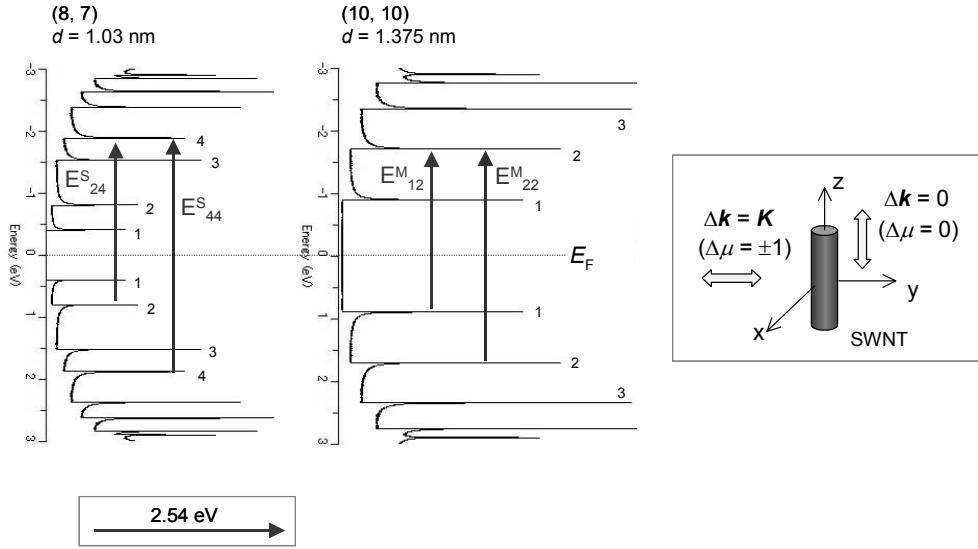 (8, 7)
d = 1.03 nm
(10, 10)
d = 1.375 nm
Energy (eV)
-3
-2
-1
0
1
2
3
4
3
2
1
1
2
3
4
E^S_24
E^S_44
Energy (eV)
-3
-2
-1
0
1
2
3
3
2
1
1
2
3
E^M_12
E^M_22
E_F
Δk = K
(Δμ = ±1)
Δk = 0
(Δμ = 0)
z
y
x
SWNT
2.54 eV